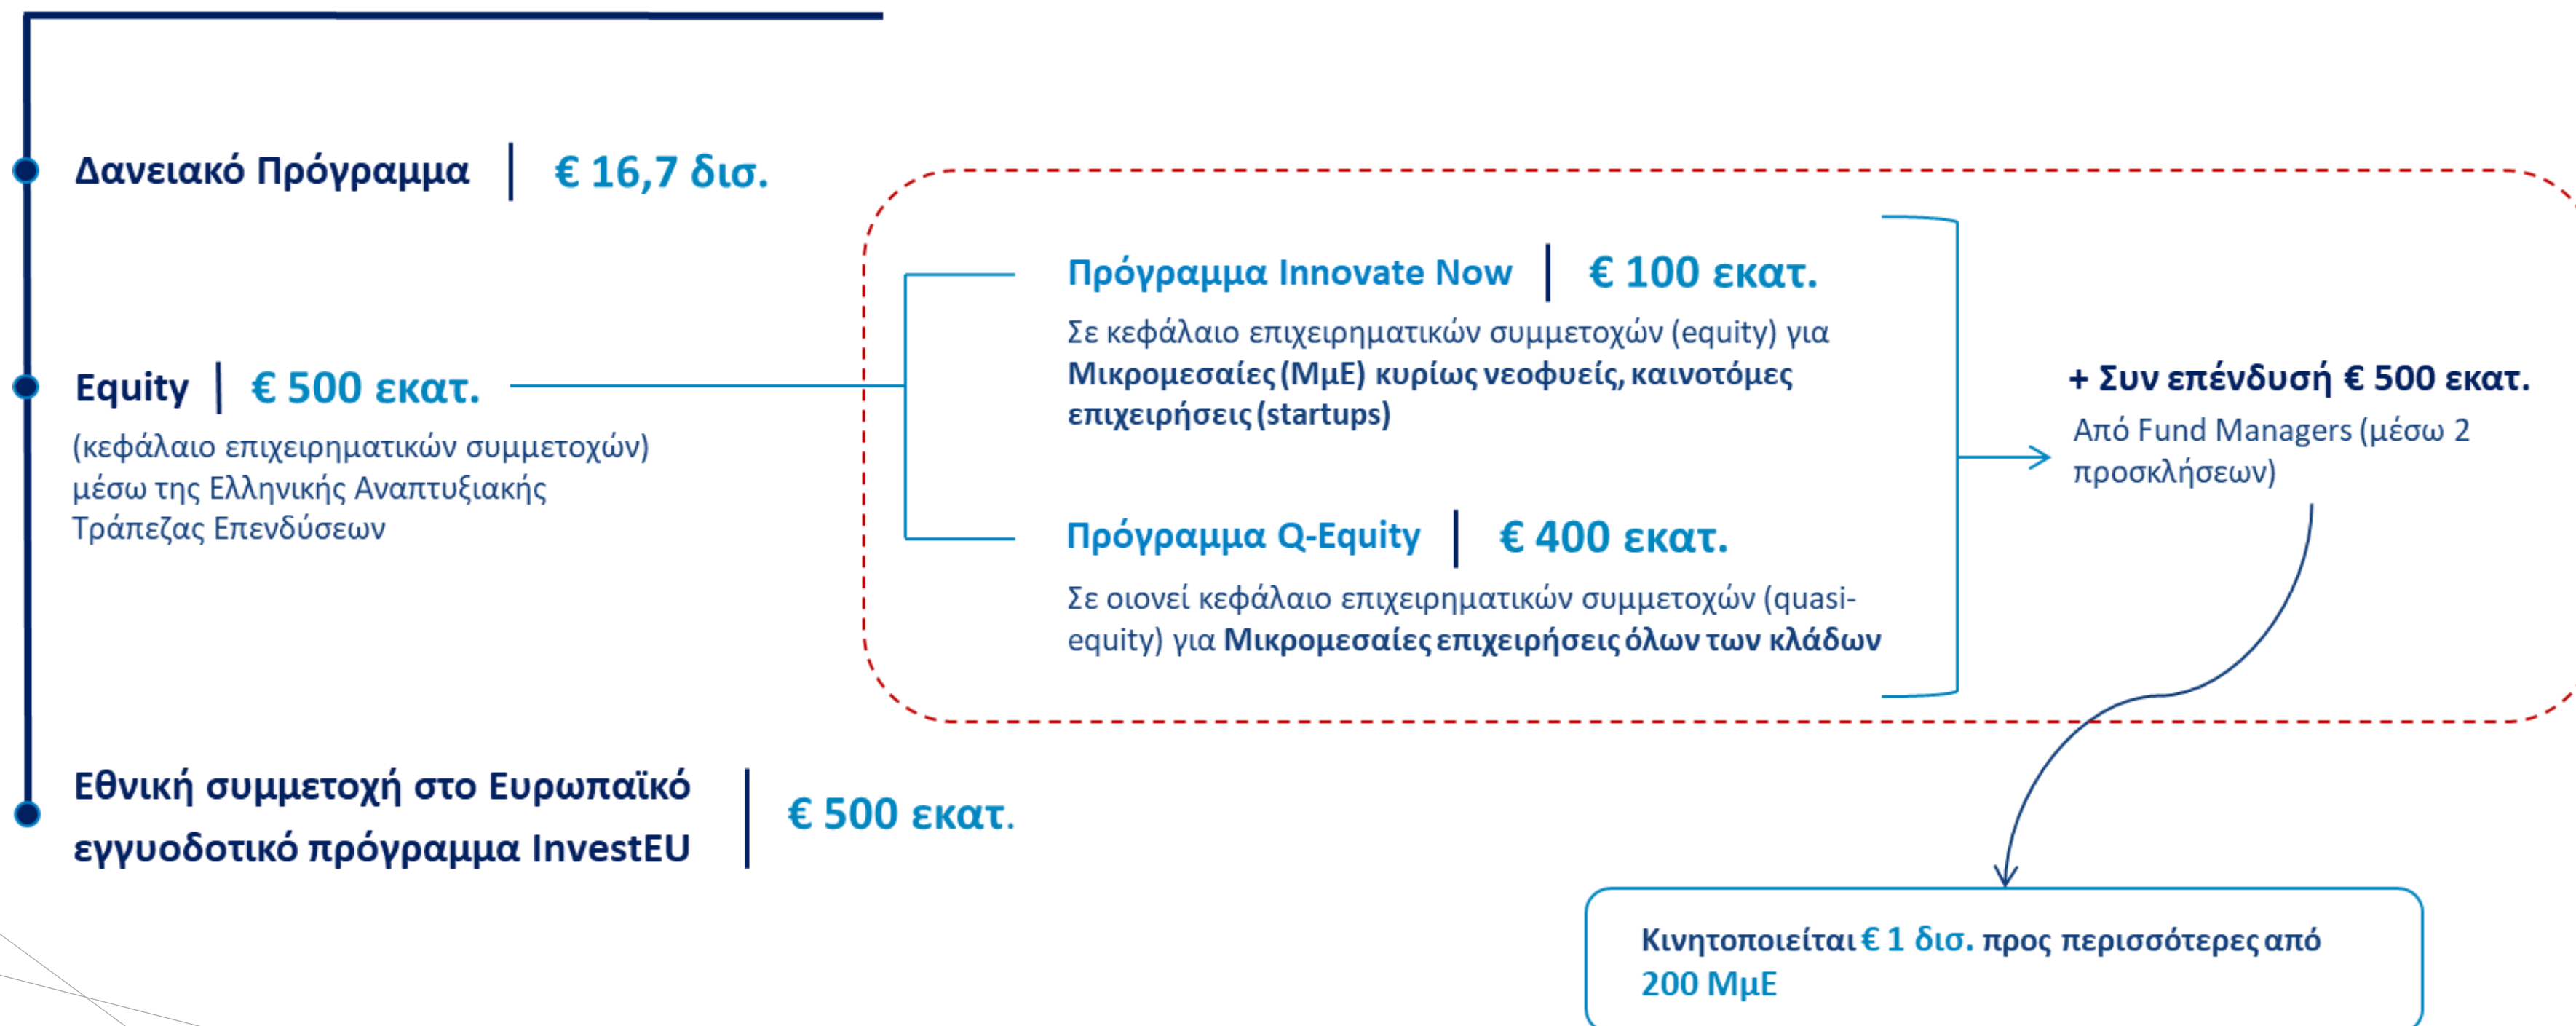 Δανειακό Πρόγραμμα
€ 16,7 δισ.
Equity
€ 500 εκατ.
(κεφάλαιο επιχειρηματικών συμμετοχών)
μέσω της Ελληνικής Αναπτυξιακής
Τράπεζας Επενδύσεων
Πρόγραμμα Innovate Now
€ 100 εκατ.
Σε κεφάλαιο επιχειρηματικών συμμετοχών (equity) για
Μικρομεσαίες (ΜμΕ) κυρίως νεοφυείς, καινοτόμες
επιχειρήσεις (startups)
Πρόγραμμα Q-Equity
€ 400 εκατ.
Σε οιονεί κεφάλαιο επιχειρηματικών συμμετοχών (quasi-
equity) για Μικρομεσαίες επιχειρήσεις όλων των κλάδων
+ Συν επένδυσή € 500 εκατ.
Από Fund Managers (μέσω 2
προσκλήσεων)
Εθνική συμμετοχή στο Ευρωπαϊκό
εγγυοδοτικό πρόγραμμα InvestEU
€ 500 εκατ.
Κινητοποιείται € 1 δισ. προς περισσότερες από
200 ΜμΕ